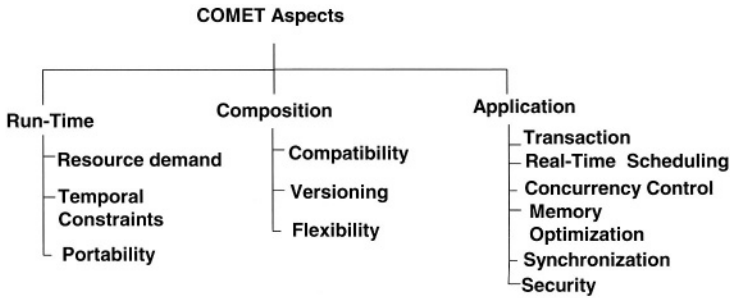 COMET Aspects
Run-Time
Resource demand
Temporal
Constraints
Portability
Composition
Compatibility
Versioning
Flexibility
Application
Transaction
Real-Time Scheduling
Concurrency Control
Memory
Optimization
Synchronization
Security